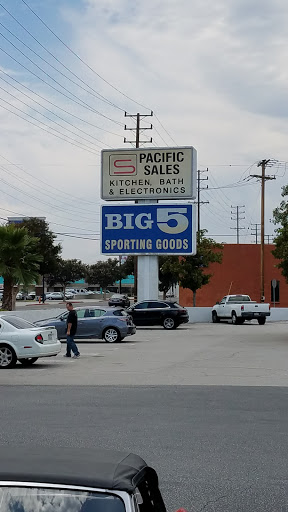 PACIFIC
SALES
KITCHEN, BATH
& ELECTRONICS
BIG 5
SPORTING GOODS